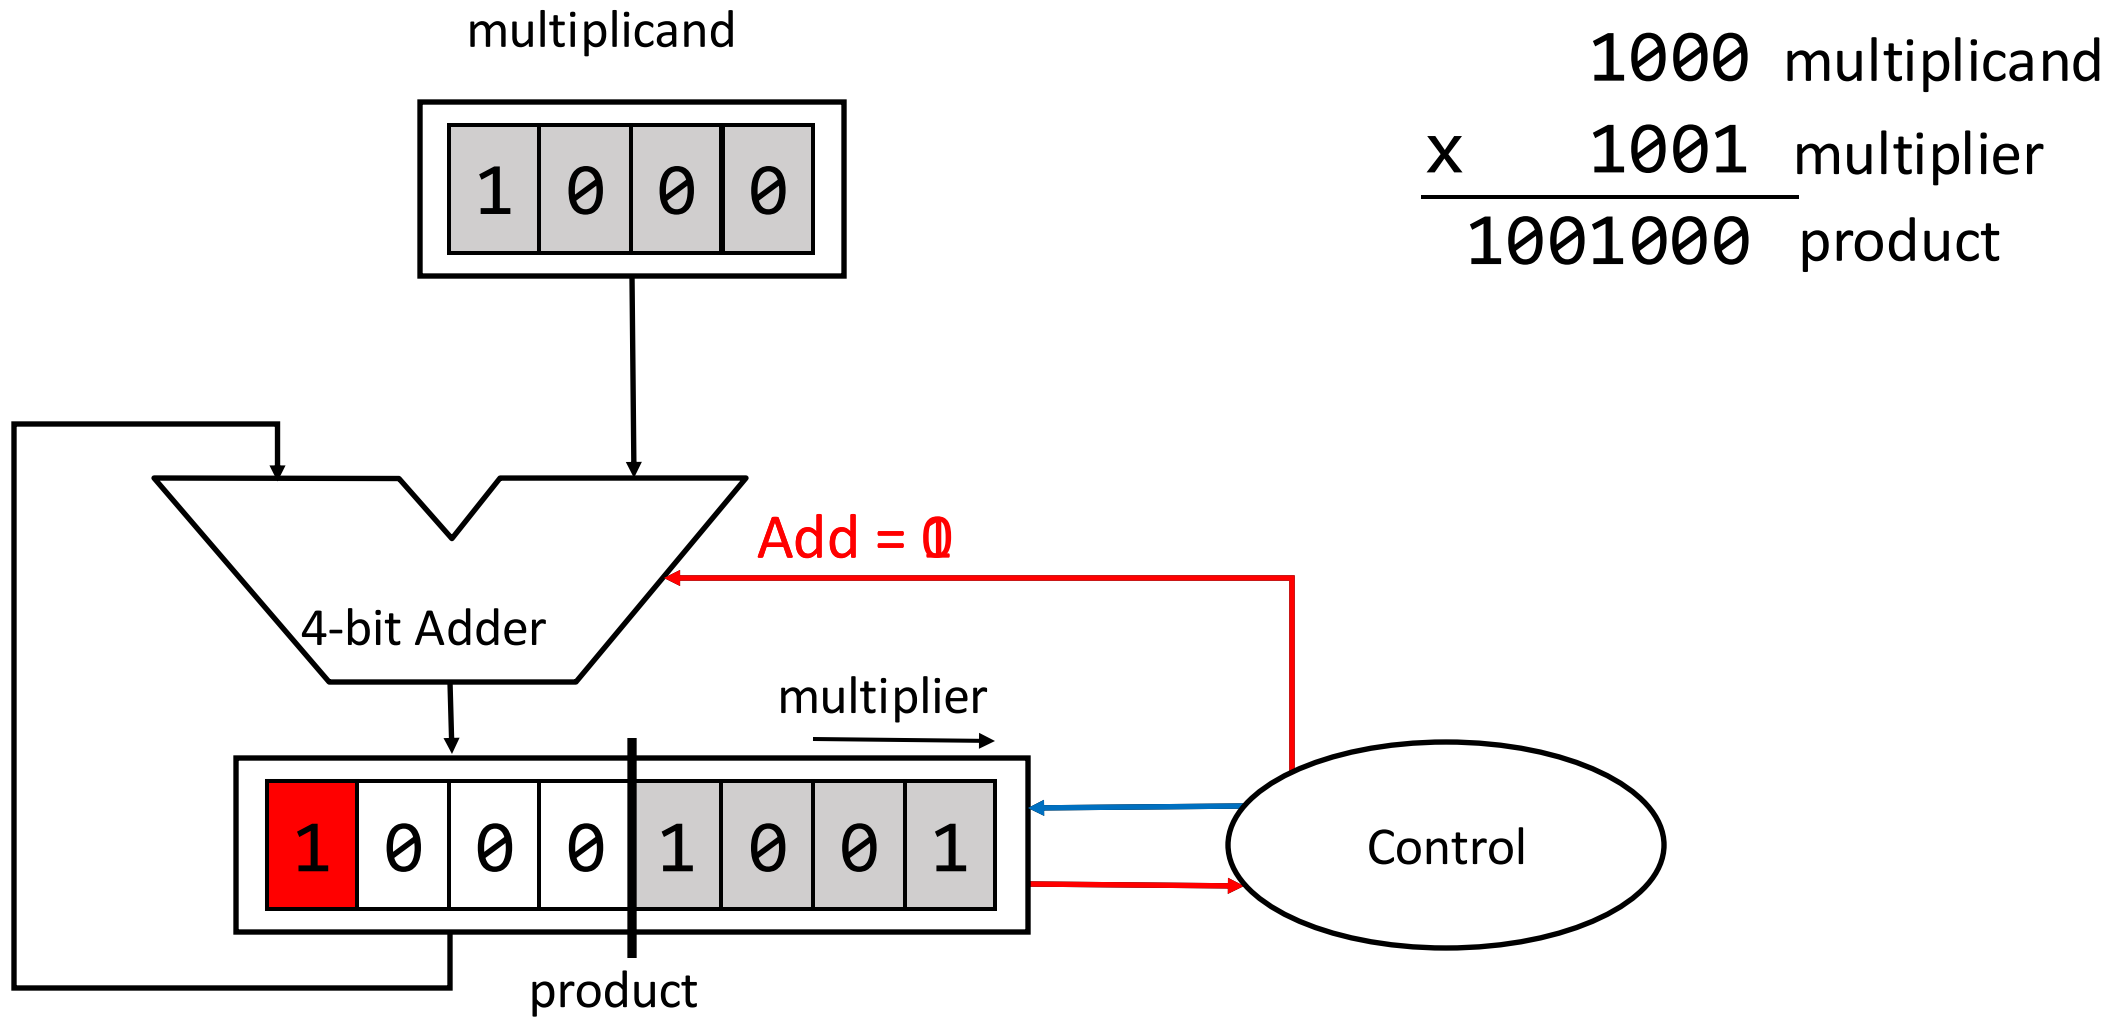 multiplicand
1000 multiplicand
x 1001 multiplier
1001000 product
1 0 0 0
Add =
4-bit Adder
multiplier
1 0 0 0 1 0 0 1
Control
product